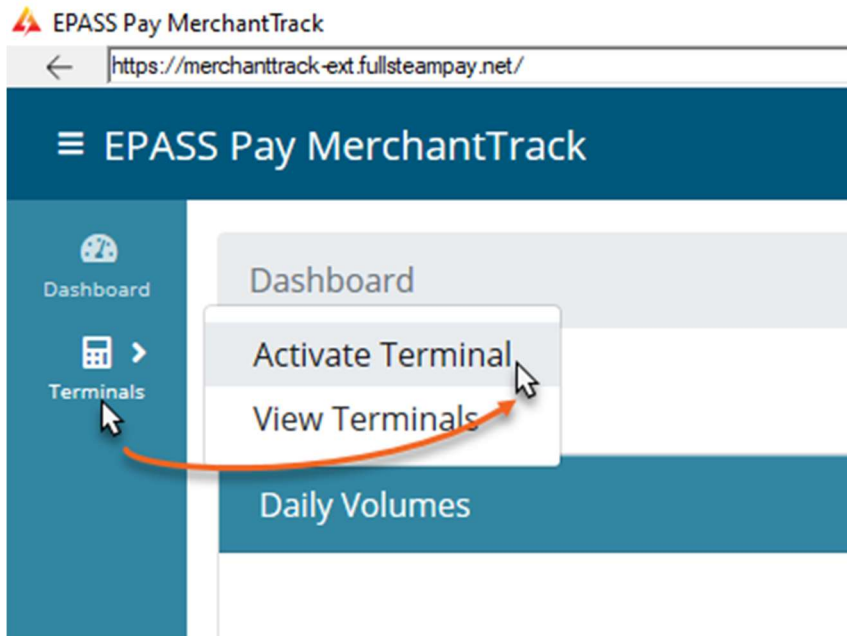 EPASS Pay MerchantTrack
https://merchanttrack-ext.fullsteampay.net/
EPASS Pay MerchantTrack
Dashboard
Terminals
Dashboard
Activate Terminal
View Terminals
Daily Volumes